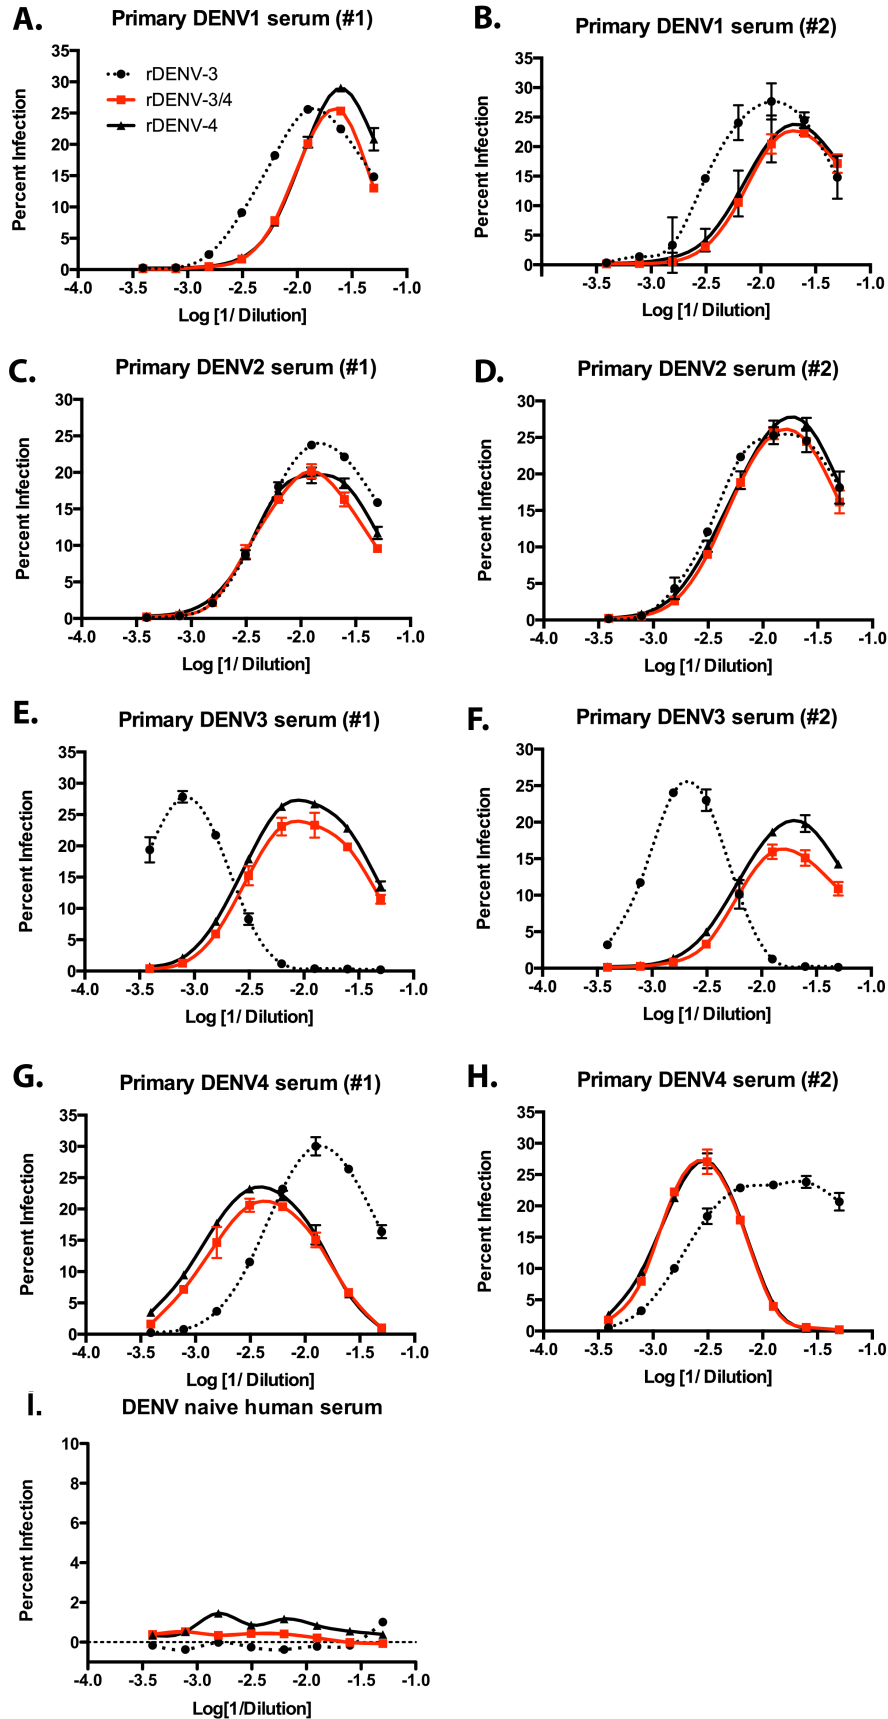 A.
Primary DENV1 serum (#1)
35
30
25
20
15
10
5
0
Percent Infection
rDENV-3
rDENV-3/4
rDENV-4
-4.0 -3.5 -3.0 -2.5 -2.0 -1.5 -1.0
Log [1/ Dilution]
B.
Primary DENV1 serum (#2)
35
30
25
20
15
10
5
0
Percent Infection
-3.5 -3.0 -2.5 -2.0 -1.5 -1.0
Log [1/ Dilution]
C.
Primary DENV2 serum (#1)
30
25
20
15
10
5
0
Percent Infection
-4.0 -3.5 -3.0 -2.5 -2.0 -1.5 -1.0
Log [1/ Dilution]
D.
Primary DENV2 serum (#2)
30
25
20
15
10
5
0
Percent Infection
-4.0 -3.5 -3.0 -2.5 -2.0 -1.5 -1.0
Log [1/ Dilution]
E.
Primary DENV3 serum (#1)
35
30
25
20
15
10
5
0
Percent Infection
-4.0 -3.5 -3.0 -2.5 -2.0 -1.5 -1.0
Log [1/ Dilution]
F.
Primary DENV3 serum (#2)
30
25
20
15
10
5
0
Percent Infection
-4.0 -3.5 -3.0 -2.5 -2.0 -1.5 -1.0
Log [1/ Dilution]
G.
Primary DENV4 serum (#1)
35
30
25
20
15
10
5
0
Percent Infection
-4.0 -3.5 -3.0 -2.5 -2.0 -1.5 -1.0
Log [1/ Dilution]
H.
Primary DENV4 serum (#2)
35
30
25
20
15
10
5
0
Percent Infection
-4.0 -3.5 -3.0 -2.5 -2.0 -1.5 -1.0
Log [1/ Dilution]
I.
DENV naive human serum
10
8
6
4
2
0
Percent Infection
-4.0 -3.5 -3.0 -2.5 -2.0 -1.5 -1.0
Log[1/Dilution]